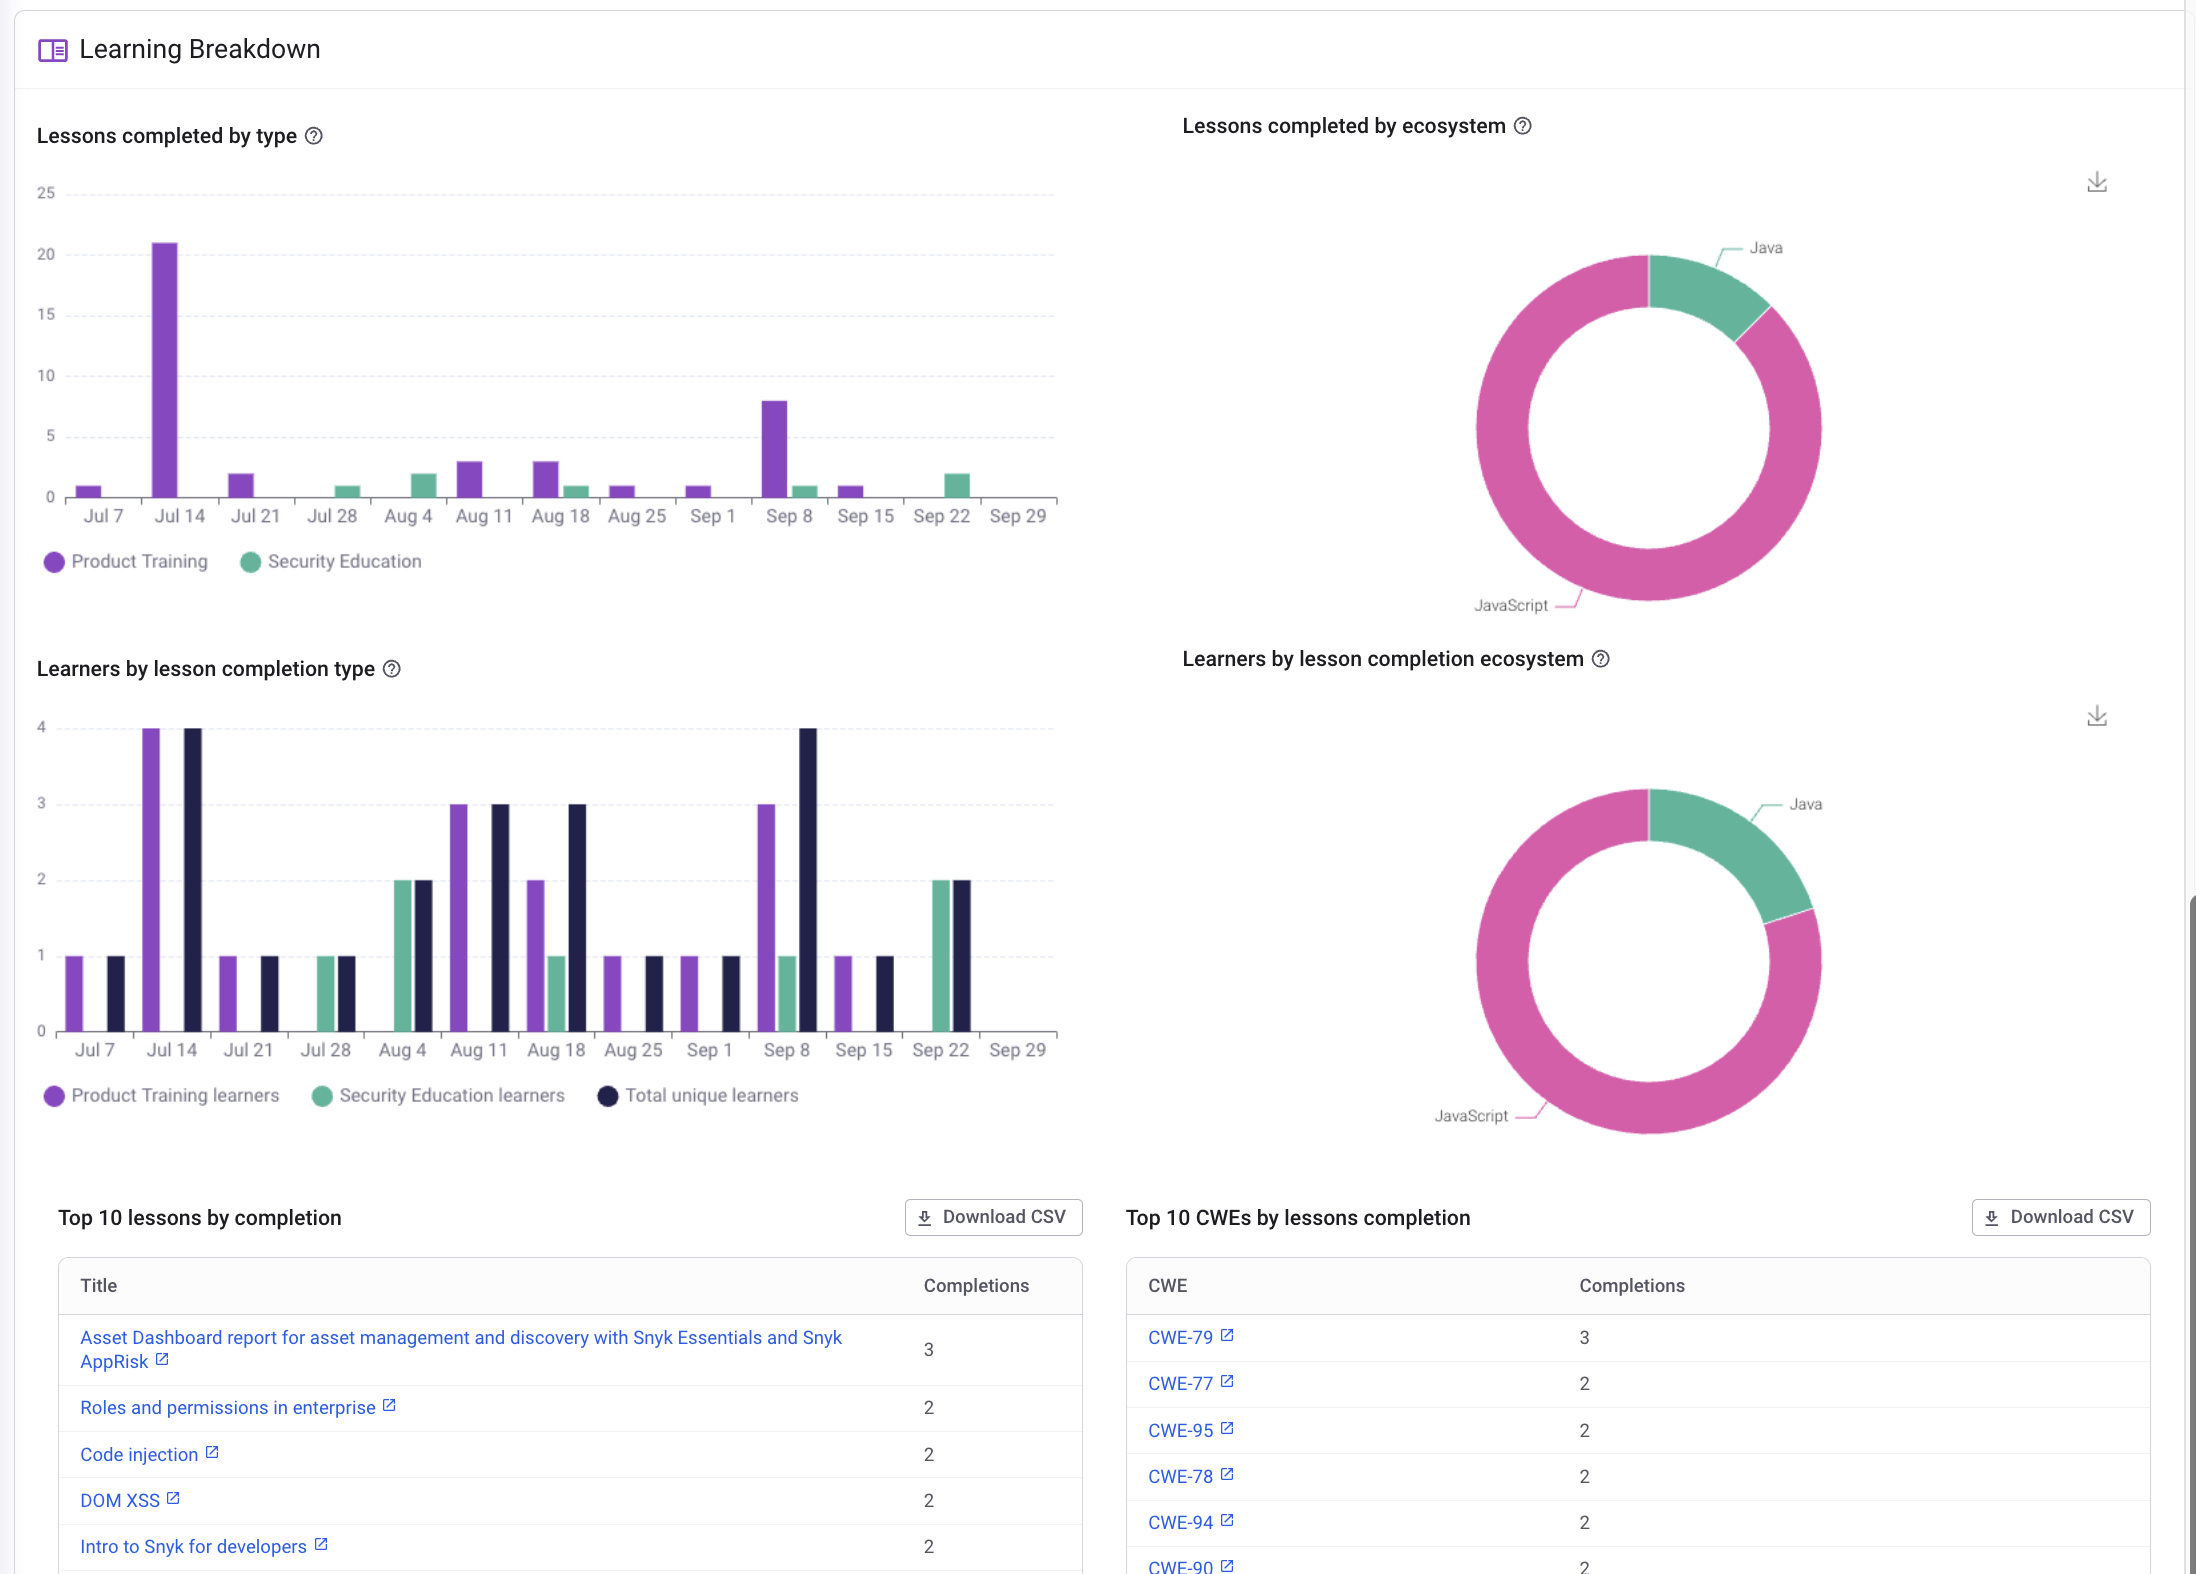 Learning Breakdown
Lessons completed by type
25
20
15
10
5
0
Jul 7 Jul 14 Jul 21 Jul 28 Aug 4 Aug 11 Aug 18 Aug 25 Sep 1 Sep 8 Sep 15 Sep 22 Sep 29
Product Training Security Education
Lessons completed by ecosystem
Java
JavaScript
Learners by lesson completion type
4
3
2
1
0
Jul 7 Jul 14 Jul 21 Jul 28 Aug 4 Aug 11 Aug 18 Aug 25 Sep 1 Sep 8 Sep 15 Sep 22 Sep 29
Product Training learners Security Education learners Total unique learners
Learners by lesson completion ecosystem
Java
JavaScript
Top 10 lessons by completion
Download CSV
Title Completions
Asset Dashboard report for asset management and discovery with Snyk Essentials and Snyk
AppRisk
3
Roles and permissions in enterprise 2
Code injection 2
DOM XSS 2
Intro to Snyk for developers 2
Top 10 CWEs by lessons completion
Download CSV
CWE Completions
CWE-79 3
CWE-77 2
CWE-95 2
CWE-78 2
CWE-94 2
CWE-90 2